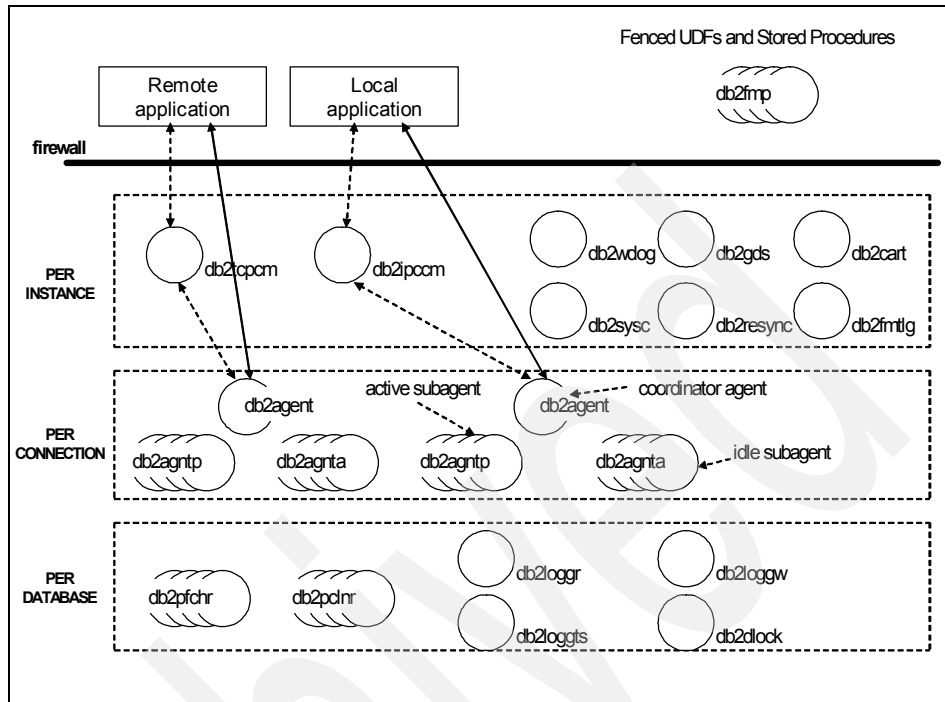 Fenced UDFs and Stored Procedures
db2fmp
Remote
application
Local
application
firewall
PER
INSTANCE
db2tcpcm
db2ipccm
db2wdog
db2gds
db2cart
db2sysc
db2resync
db2fmtlg
PER
CONNECTION
db2agent
active subagent
db2agent
coordinator agent
db2agntp
db2agnta
db2agntp
db2agnta
idle subagent
PER
DATABASE
db2pfchr
db2pclnr
db2loggr
db2loggw
db2loggts
db2dlock